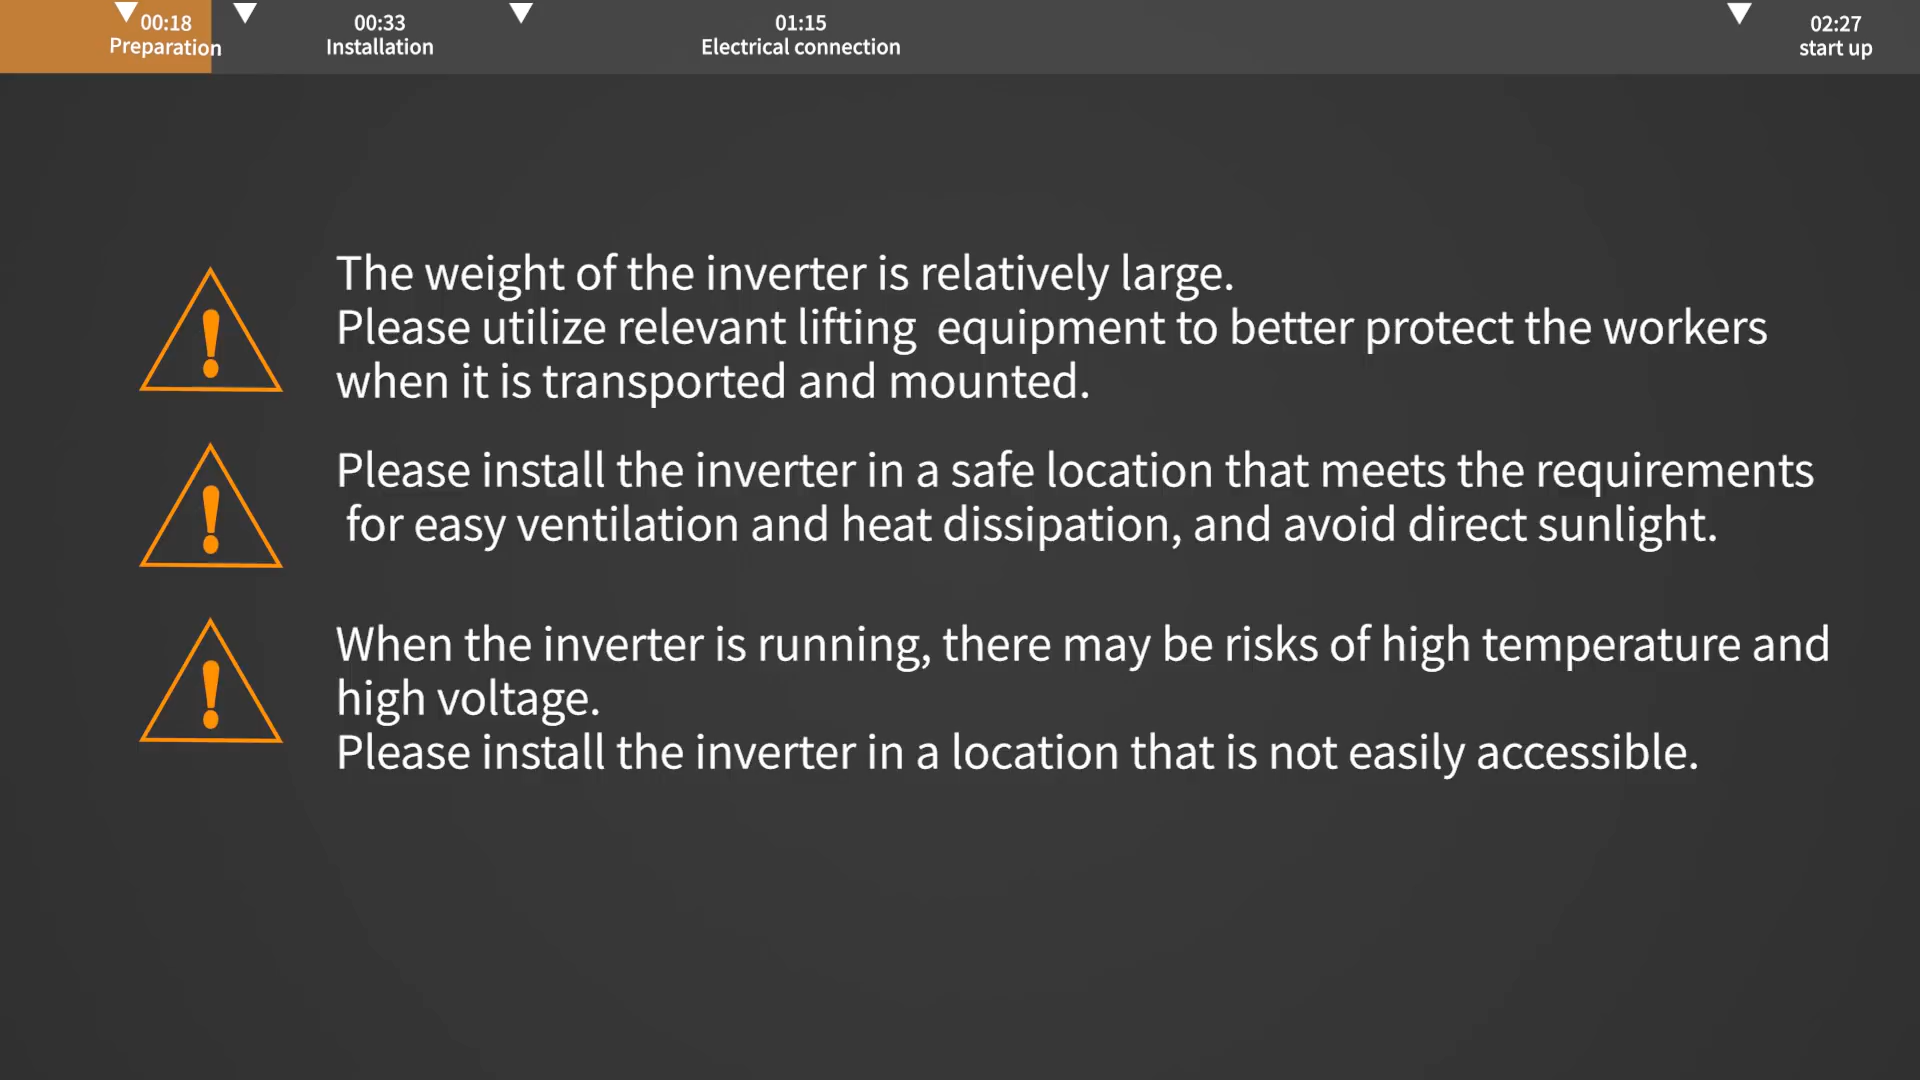 00:18
Preparation
00:33
Installation
01:15
Electrical connection
02:27
start up
The weight of the inverter is relatively large.
Please utilize relevant lifting  equipment to better protect the workers
when it is transported and mounted.
Please install the inverter in a safe location that meets the requirements
for easy ventilation and heat dissipation, and avoid direct sunlight.
When the inverter is running, there may be risks of high temperature and
high voltage.
Please install the inverter in a location that is not easily accessible.